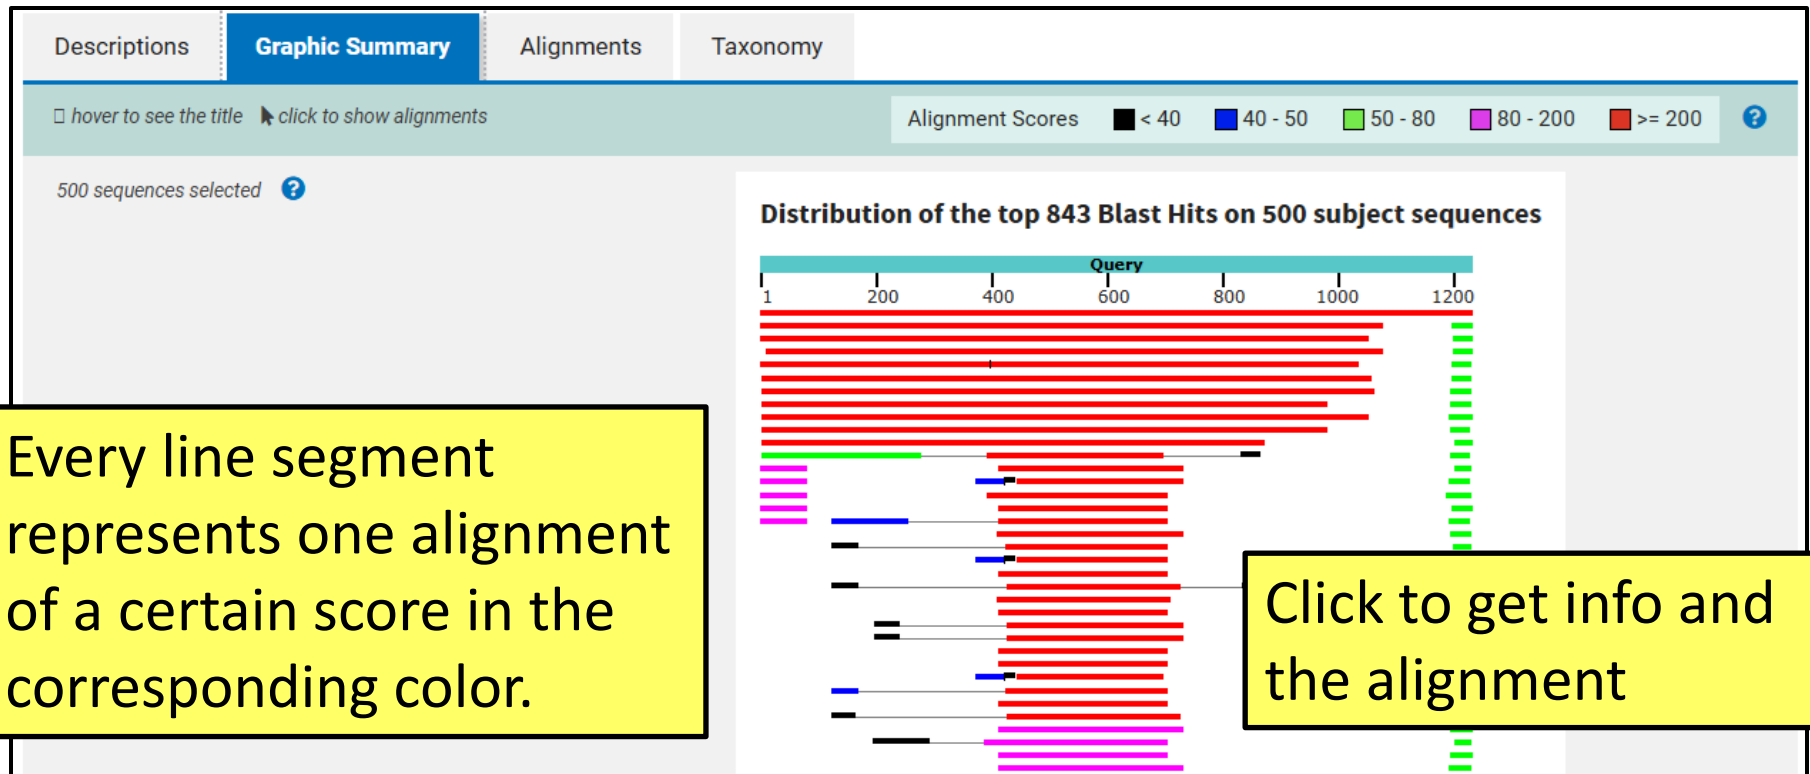 Descriptions Graphic Summary Alignments Taxonomy
hover to see the title click to show alignments
Alignment Scores < 40 40 - 50 50 - 80 80 - 200 >= 200 ?
500 sequences selected ?
Distribution of the top 843 Blast Hits on 500 subject sequences
Query
1 200 400 600 800 1000 1200
Every line segment
represents one alignment
of a certain score in the
corresponding color.
Click to get info and
the alignment